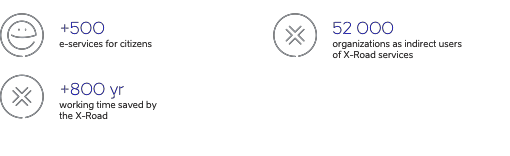 +500
e-services for citizens
52 000
organizations as indirect users
of X-Road services
+800 yr
working time saved by
the X-Road